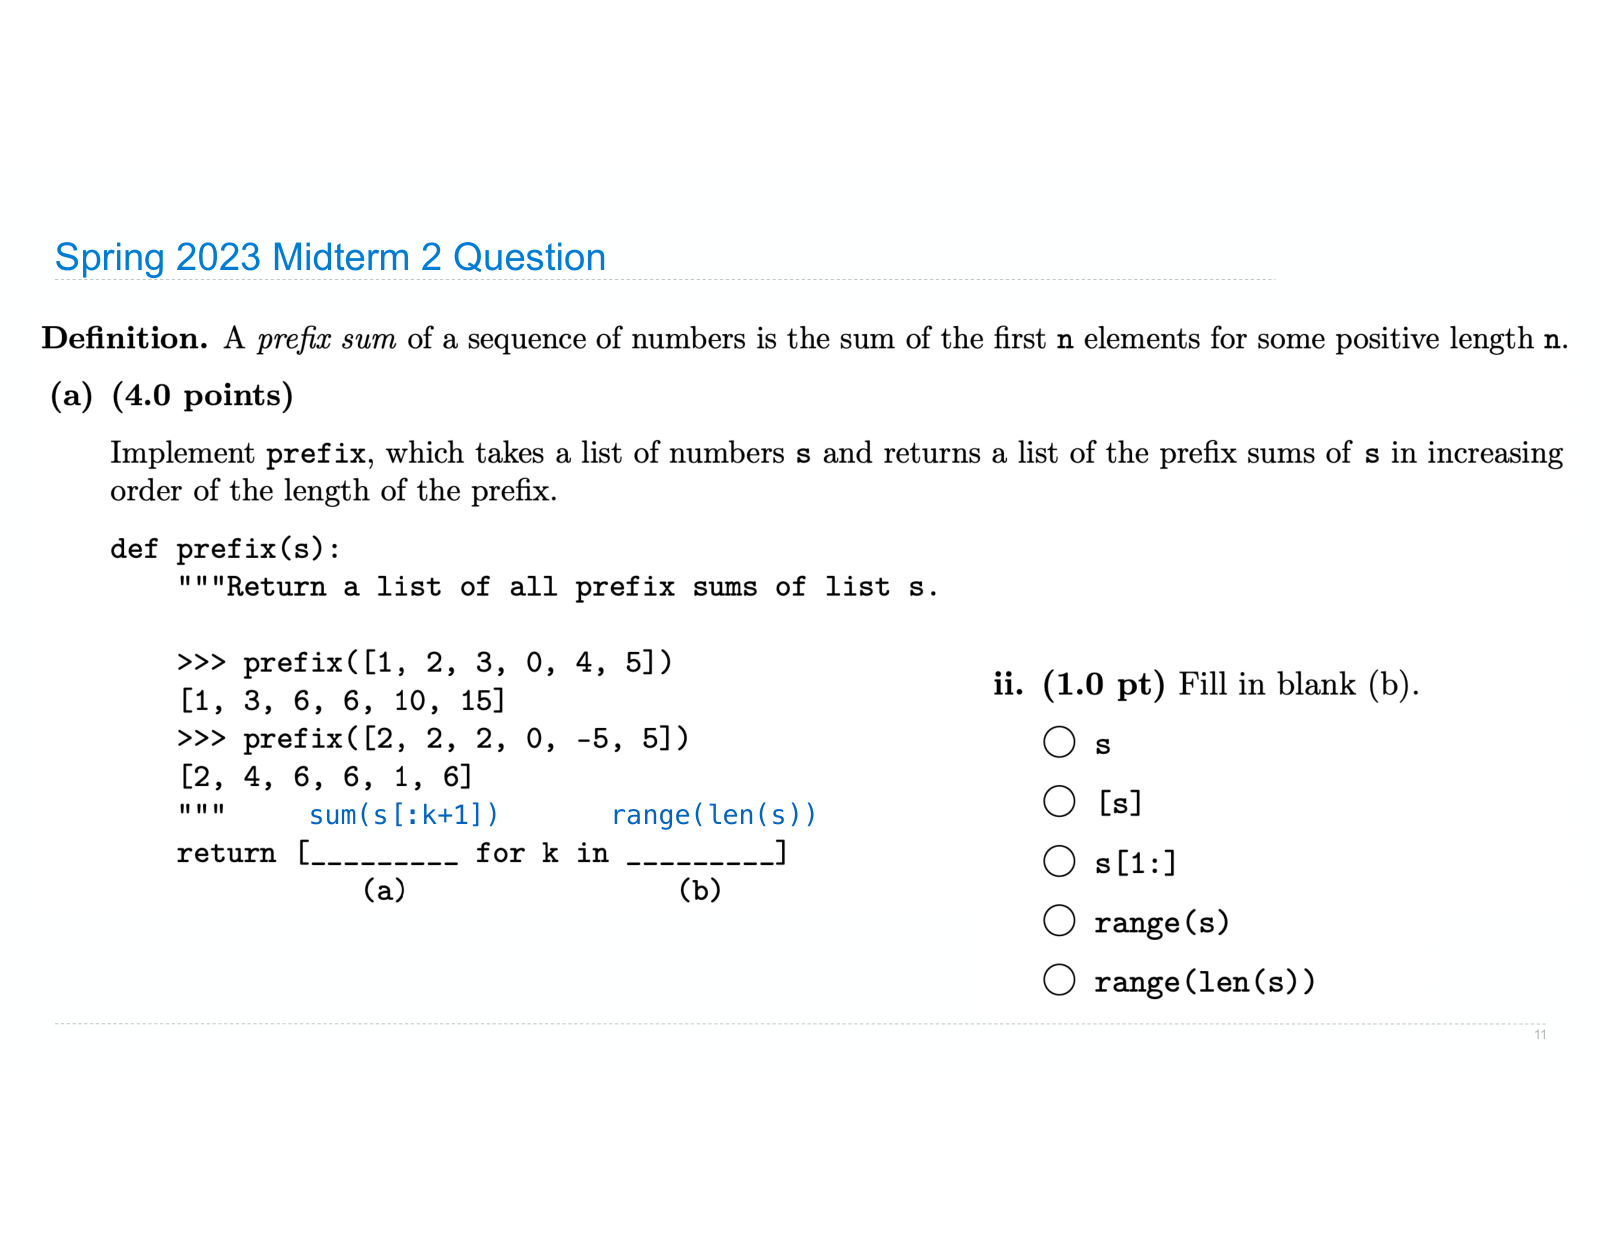 Spring 2023 Midterm 2 Question
Definition. A prefix sum of a sequence of numbers is the sum of the first n elements for some positive length n.
(a) (4.0 points)
Implement prefix, which takes a list of numbers s and returns a list of the prefix sums of s in increasing
order of the length of the prefix.
def prefix(s):
"""Return a list of all prefix sums of list s.
>>> prefix([1, 2, 3, 0, 4, 5])
[1, 3, 6, 6, 10, 15]
>>> prefix([2, 2, 2, 0, -5, 5])
[2, 4, 6, 6, 1, 6]
""" sum(s[:k+1]) range(len(s))
return [_________ for k in _________]
(a) (b)
ii. (1.0 pt) Fill in blank (b).
s
[s]
s[1:]
range(s)
range(len(s))
11